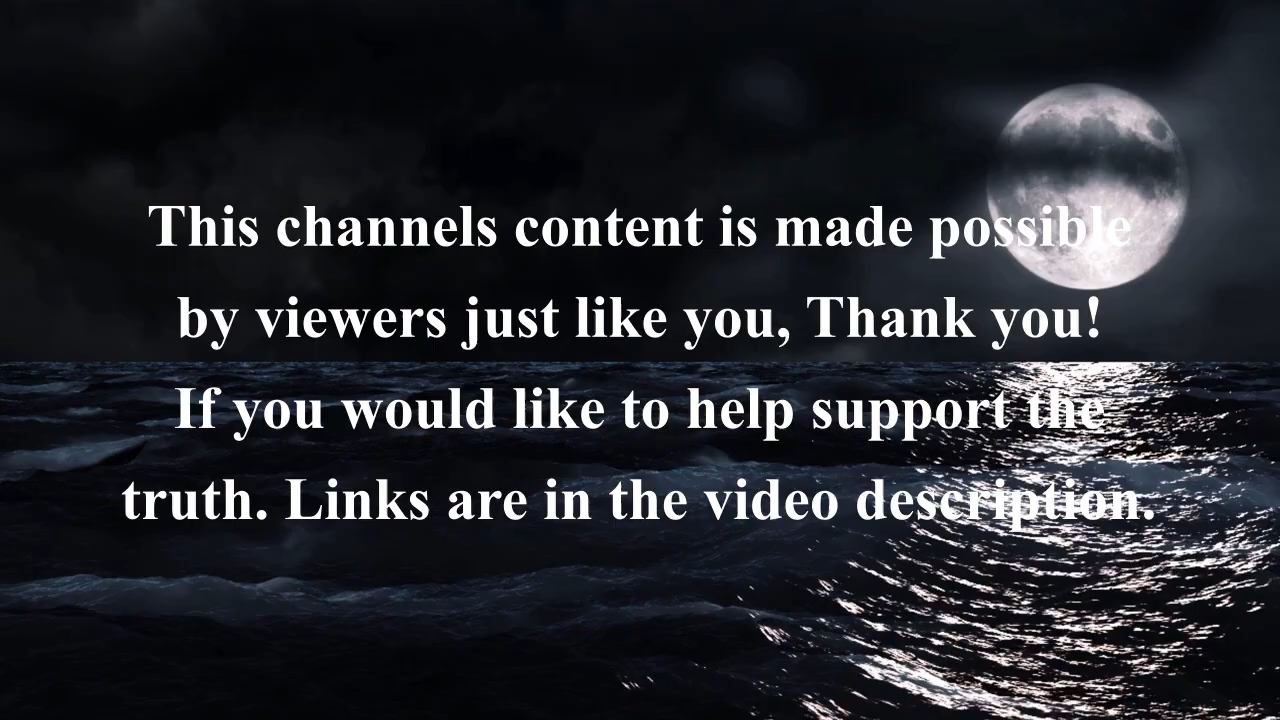 This channels content is made possible
by viewers just like you, Thank you!
If you would like to help support the
truth. Links are in the video description.